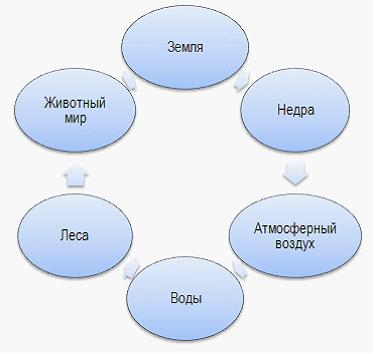 Земля
Недра
Атмосферный
воздух
Воды
Леса
Животный
мир